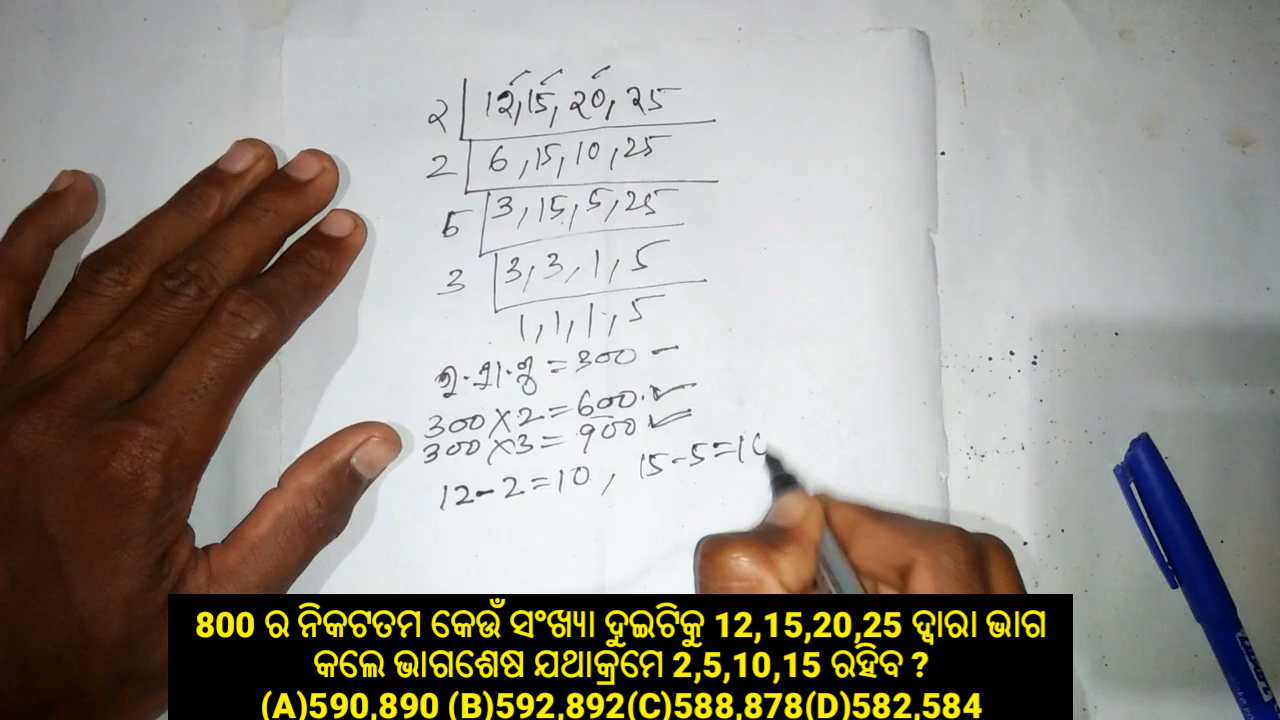 2 | 12, 15, 20, 25
2 | 6, 15, 10, 25
5 | 3, 15, 5, 25
3 | 3, 3, 1, 5
1, 1, 1, 5
ଲ.ସା.ଗୁ = 300 -
300 X 2 = 600.
300 X 3 = 900
12 - 2 = 10, 15 - 5 = 10
800 ର ନିକଟତମ କେଉଁ ସଂଖ୍ୟା ଦୁଇଟିକୁ 12,15,20,25 ଦ୍ୱାରା ଭାଗ
କଲେ ଭାଗଶେଷ ଯଥାକ୍ରମେ 2,5,10,15 ରହିବ ?
(A)590,890 (B)592,892(C)588,878(D)582,584